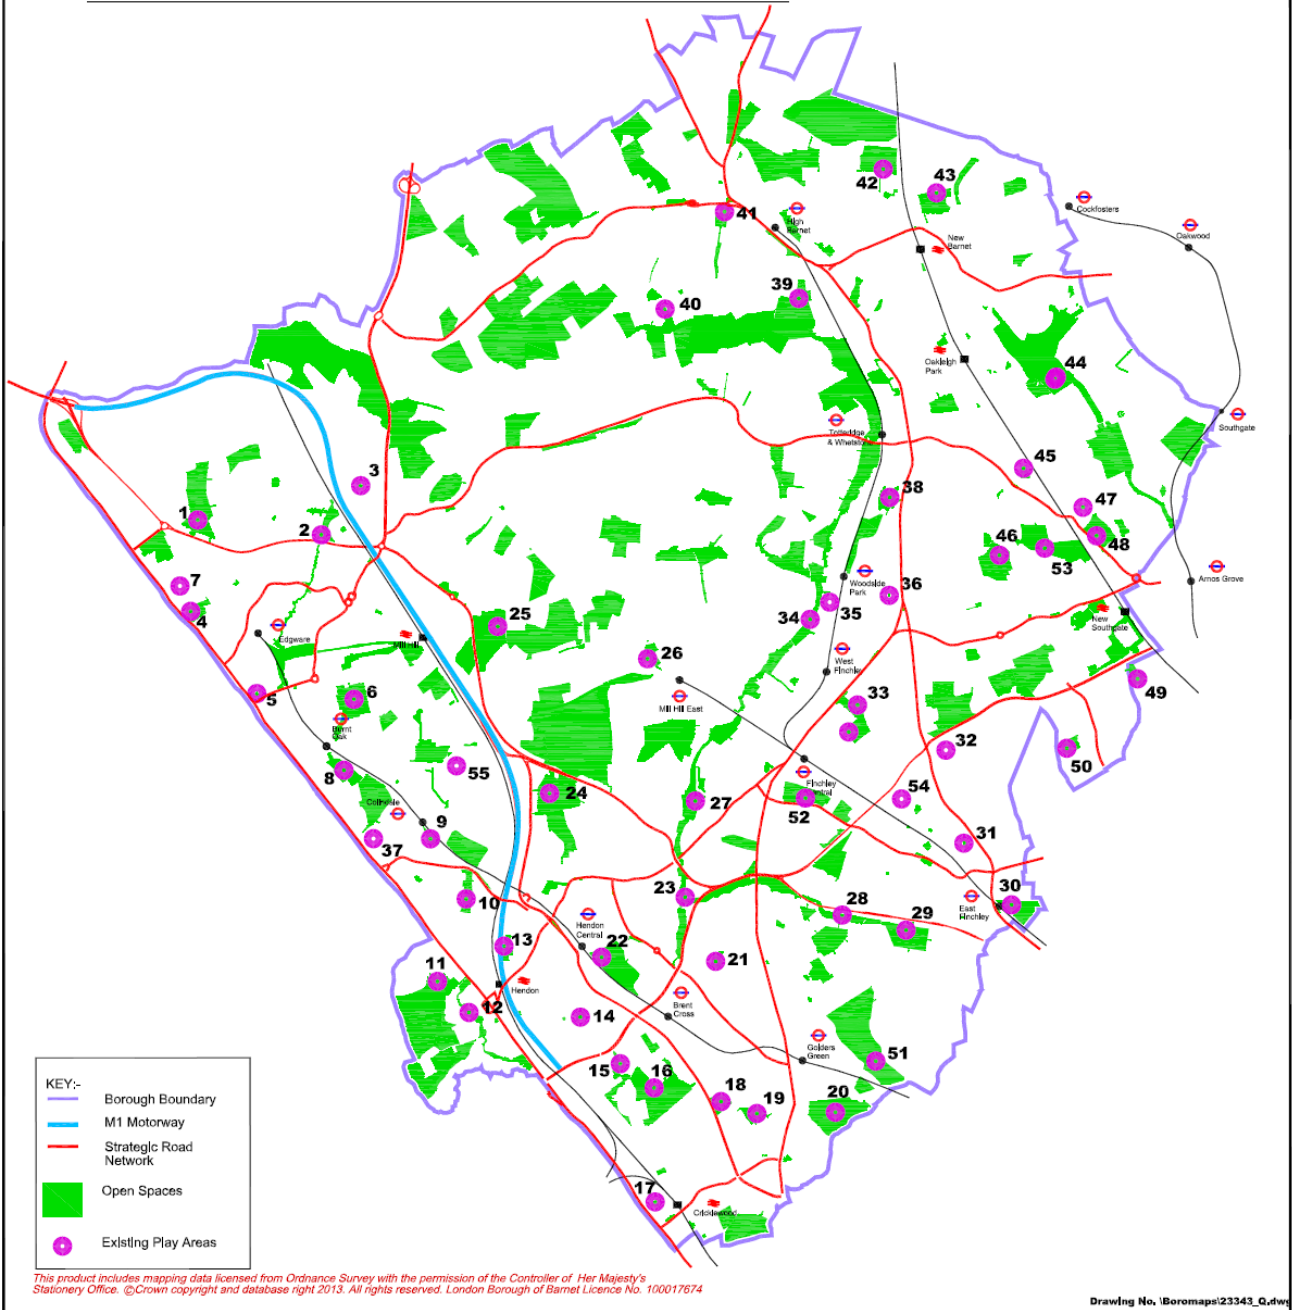 42
43
Cockfosters
41
High
Barnet
Oakwood
New
Barnet
39
40
Oakleigh
Park
44
Totteridge
& Whetstone
Southgate
3
45
38
1
2
47
46
48
53
7
Woodside
Park
36
Arnos Grove
4
25
34
35
New
Southgate
Edgware
Mill Hill
26
West
Finchley
5
6
Mill Hill East
33
49
Burnt
Oak
32
50
8
55
24
Finchley
Central
54
27
52
Colindale
9
31
37
23
30
10
28
29
East
Finchley
Hendon
Central
13
22
21
11
Hendon
12
14
Brent
Cross
Golders
Green
51
15
16
18
19
20
17
Cricklewood
KEY:-
Borough Boundary
M1 Motorway
Strategic Road
Network
Open Spaces
Existing Play Areas
This product includes mapping data licensed from Ordnance Survey with the permission of the Controller of Her Majesty's
Stationery Office. ©Crown copyright and database right 2013. All rights reserved. London Borough of Barnet Licence No. 100017674
Drawing No. \Boromaps\23343_Q.dwg